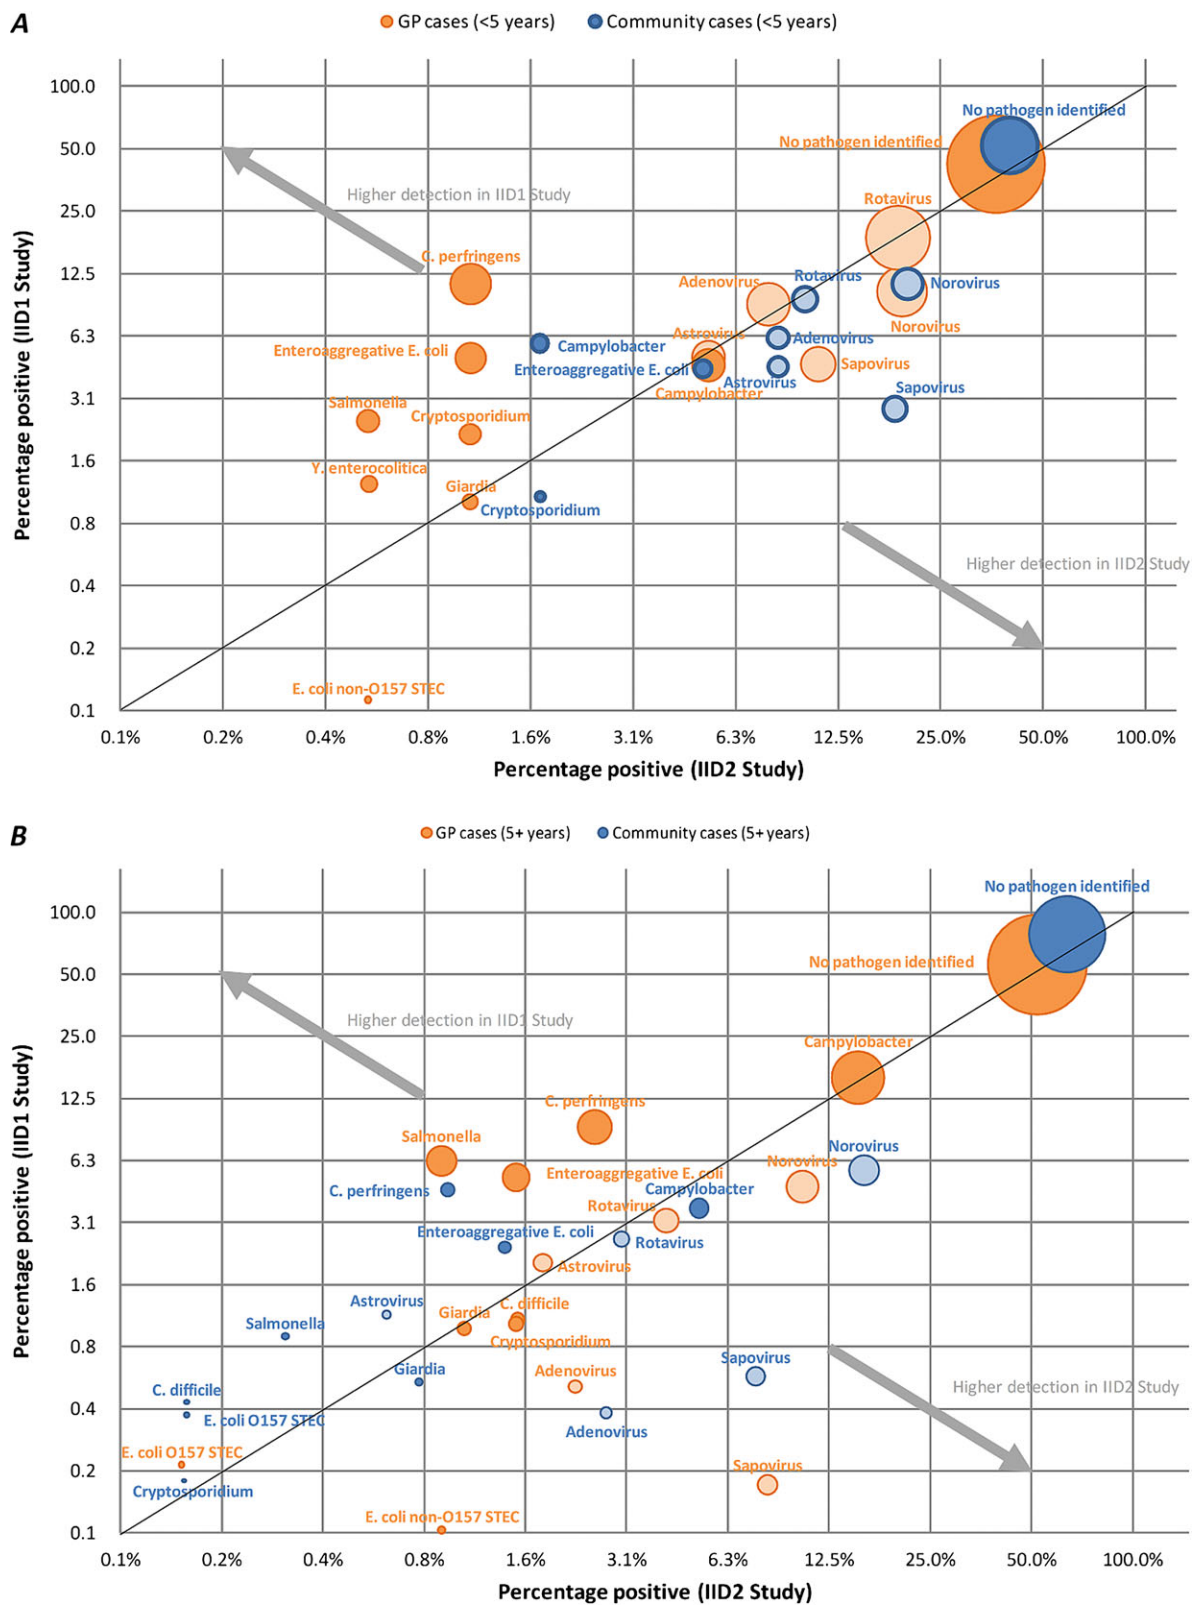 A
GP cases (<5 years)
Community cases (<5 years)
Percentage positive (IID1 Study)
100.0
50.0
25.0
12.5
6.3
3.1
1.6
0.8
0.4
0.2
0.1
No pathogen identified
No pathogen identified
Higher detection in IID1 Study
Rotavirus
C. perfringens
Adenovirus
Rotavirus
Norovirus
Norovirus
Astrovirus
Adenovirus
Enteroaggregative E. coli
Campylobacter
Sapovirus
Enteroaggregative E. coli
Astrovirus
Sapovirus
Campylobacter
Salmonella
Cryptosporidium
Y. enterocolitica
Giardia
Cryptosporidium
Higher detection in IID2 Study
E. coli non-O157 STEC
0.1%
0.2%
0.4%
0.8%
1.6%
3.1%
6.3%
12.5%
25.0%
50.0%
100.0%
Percentage positive (IID2 Study)
B
GP cases (5+ years)
Community cases (5+ years)
Percentage positive (IID1 Study)
100.0
50.0
25.0
12.5
6.3
3.1
1.6
0.8
0.4
0.2
0.1
No pathogen identified
No pathogen identified
Higher detection in IID1 Study
Campylobacter
C. perfringens
Salmonella
Norovirus
Norovirus
Enteroaggregative E. coli
C. perfringens
Campylobacter
Rotavirus
Enteroaggregative E. coli
Rotavirus
Astrovirus
Astrovirus
C. difficile
Giardia
Salmonella
Cryptosporidium
Sapovirus
Giardia
Adenovirus
Higher detection in IID2 Study
C. difficile
E. coli O157 STEC
Adenovirus
E. coli O157 STEC
Sapovirus
Cryptosporidium
E. coli non-O157 STEC
0.1%
0.2%
0.4%
0.8%
1.6%
3.1%
6.3%
12.5%
25.0%
50.0%
100.0%
Percentage positive (IID2 Study)